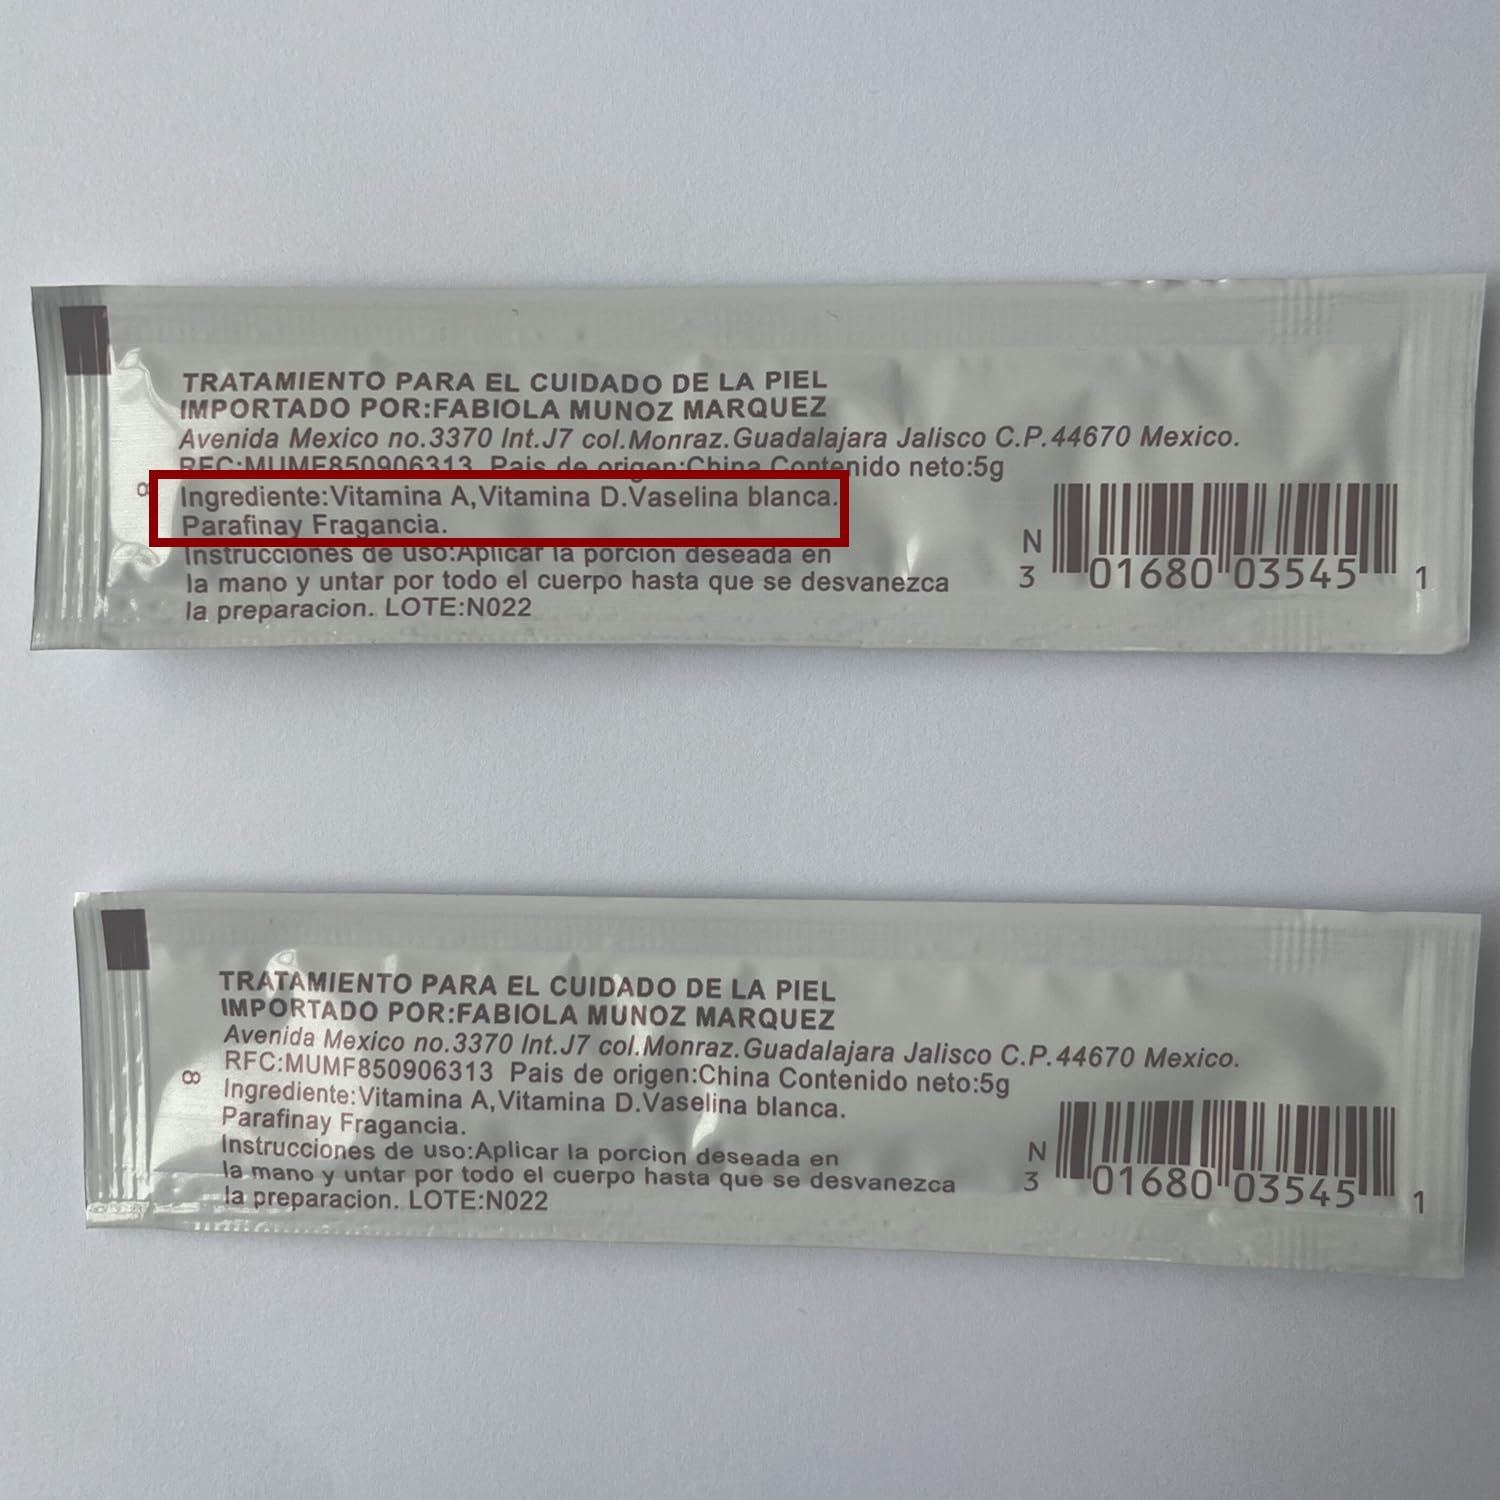 TRATAMIENTO PARA EL CUIDADO DE LA PIEL
IMPORTADO POR:FABIOLA MUNOZ MARQUEZ
Avenida Mexico no.3370 Int.J7 col.Monraz.Guadalajara Jalisco C.P.44670 Mexico.
RFC:MUMF850906313 Pais de origen:China Contenido neto:5g
8
Ingrediente:Vitamina A,Vitamina D.Vaselina blanca.
Parafinay Fragancia.
Instrucciones de uso:Aplicar la porcion deseada en
la mano y untar por todo el cuerpo hasta que se desvanezca
la preparacion. LOTE:N022
N
3 01680 03545 1
TRATAMIENTO PARA EL CUIDADO DE LA PIEL
IMPORTADO POR:FABIOLA MUNOZ MARQUEZ
Avenida Mexico no.3370 Int.J7 col.Monraz.Guadalajara Jalisco C.P.44670 Mexico.
RFC:MUMF850906313 Pais de origen:China Contenido neto:5g
8
Ingrediente:Vitamina A,Vitamina D.Vaselina blanca.
Parafinay Fragancia.
Instrucciones de uso:Aplicar la porcion deseada en
la mano y untar por todo el cuerpo hasta que se desvanezca
la preparacion. LOTE:N022
N
3 01680 03545 1